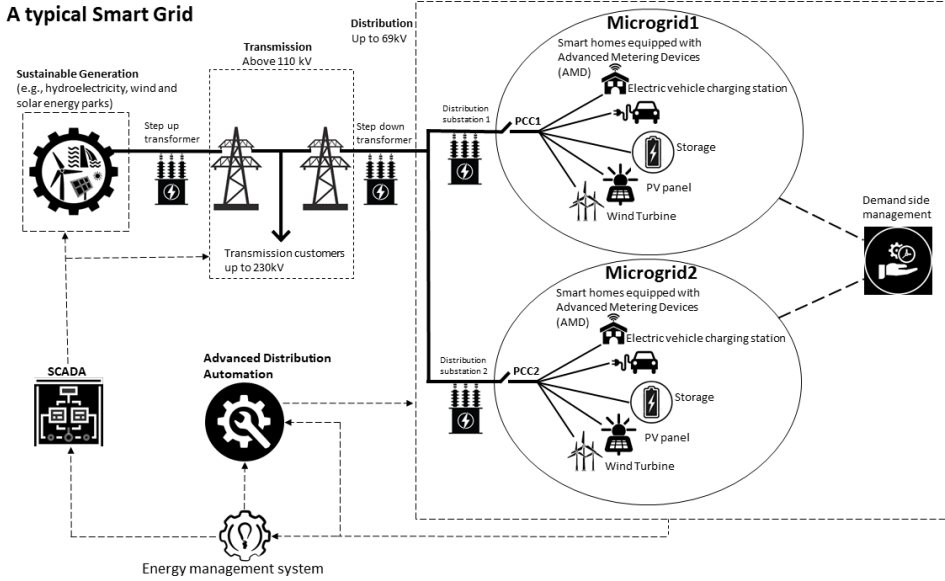 A typical Smart Grid
Distribution
Up to 69kV
Transmission
Above 110 kV
Sustainable Generation
(e.g., hydroelectricity, wind and
solar energy parks)
Step up
transformer
Step down
transformer
Transmission customers
up to 230kV
Microgrid1
Smart homes equipped with
Advanced Metering Devices
(AMD)
Electric vehicle charging station
Distribution
substation 1
PCC1
Storage
PV panel
Wind Turbine
Demand side
management
Microgrid2
Smart homes equipped with
Advanced Metering Devices
(AMD)
Electric vehicle charging station
Distribution
substation 2
PCC2
Storage
PV panel
Wind Turbine
SCADA
Advanced Distribution
Automation
Energy management system